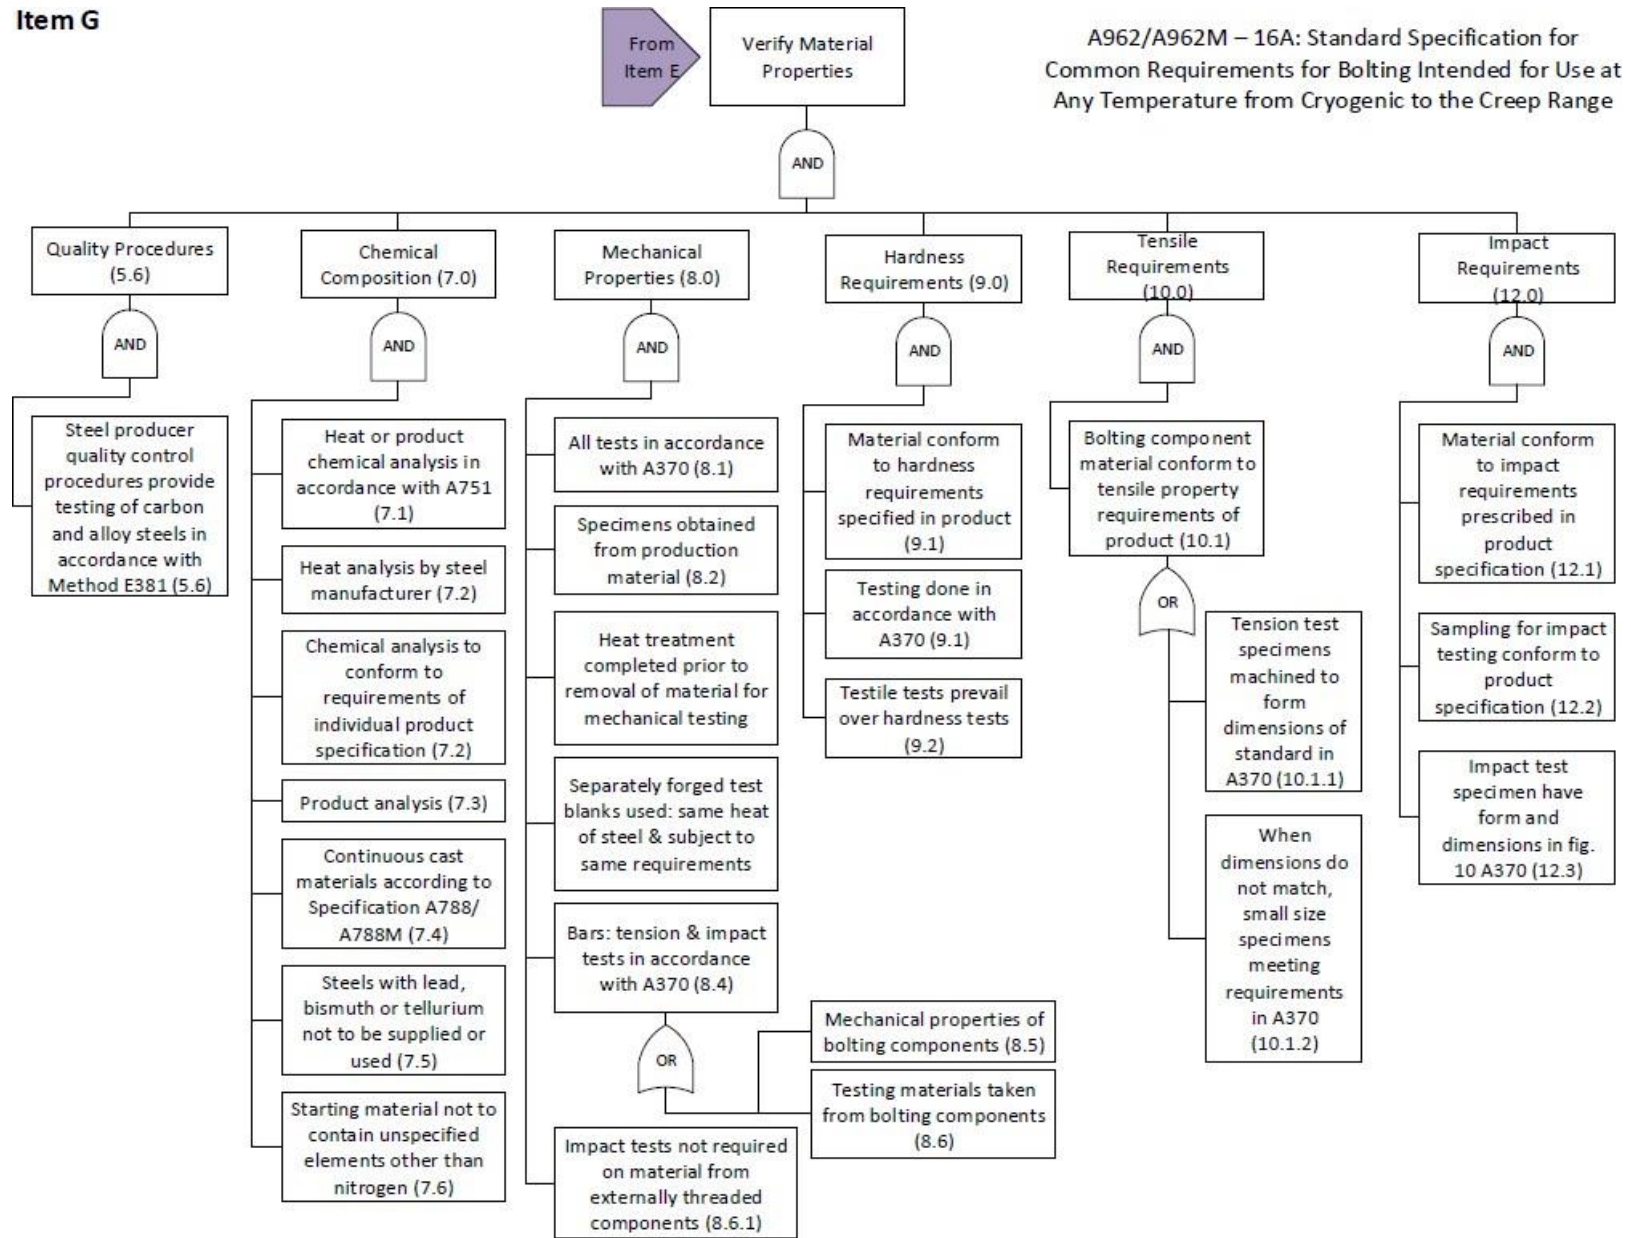 Item G
From
Item E
Verify Material
Properties
A962/A962M – 16A: Standard Specification for
Common Requirements for Bolting Intended for Use at
Any Temperature from Cryogenic to the Creep Range
AND
Quality Procedures
(5.6)
AND
Steel producer
quality control
procedures provide
testing of carbon
and alloy steels in
accordance with
Method E381 (5.6)
Chemical
Composition (7.0)
AND
Heat or product
chemical analysis in
accordance with A751
(7.1)
Heat analysis by steel
manufacturer (7.2)
Chemical analysis to
conform to
requirements of
individual product
specification (7.2)
Product analysis (7.3)
Continuous cast
materials according to
Specification A788/
A788M (7.4)
Steels with lead,
bismuth or tellurium
not to be supplied or
used (7.5)
Starting material not to
contain unspecified
elements other than
nitrogen (7.6)
Mechanical
Properties (8.0)
AND
All tests in accordance
with A370 (8.1)
Specimens obtained
from production
material (8.2)
Heat treatment
completed prior to
removal of material for
mechanical testing
Separately forged test
blanks used: same heat
of steel & subject to
same requirements
Bars: tension & impact
tests in accordance
with A370 (8.4)
OR
Mechanical properties of
bolting components (8.5)
Testing materials taken
from bolting components
(8.6)
Impact tests not required
on material from
externally threaded
components (8.6.1)
Hardness
Requirements (9.0)
AND
Material conform
to hardness
requirements
specified in product
(9.1)
Testing done in
accordance with
A370 (9.1)
Testile tests prevail
over hardness tests
(9.2)
Tensile
Requirements
(10.0)
AND
Bolting component
material conform to
tensile property
requirements of
product (10.1)
OR
Tension test
specimens
machined to
form
dimensions of
standard in
A370 (10.1.1)
When
dimensions do
not match,
small size
specimens
meeting
requirements
in A370
(10.1.2)
Impact
Requirements
(12.0)
AND
Material conform
to impact
requirements
prescribed in
product
specification (12.1)
Sampling for impact
testing conform to
product
specification (12.2)
Impact test
specimen have
form and
dimensions in fig.
10 A370 (12.3)